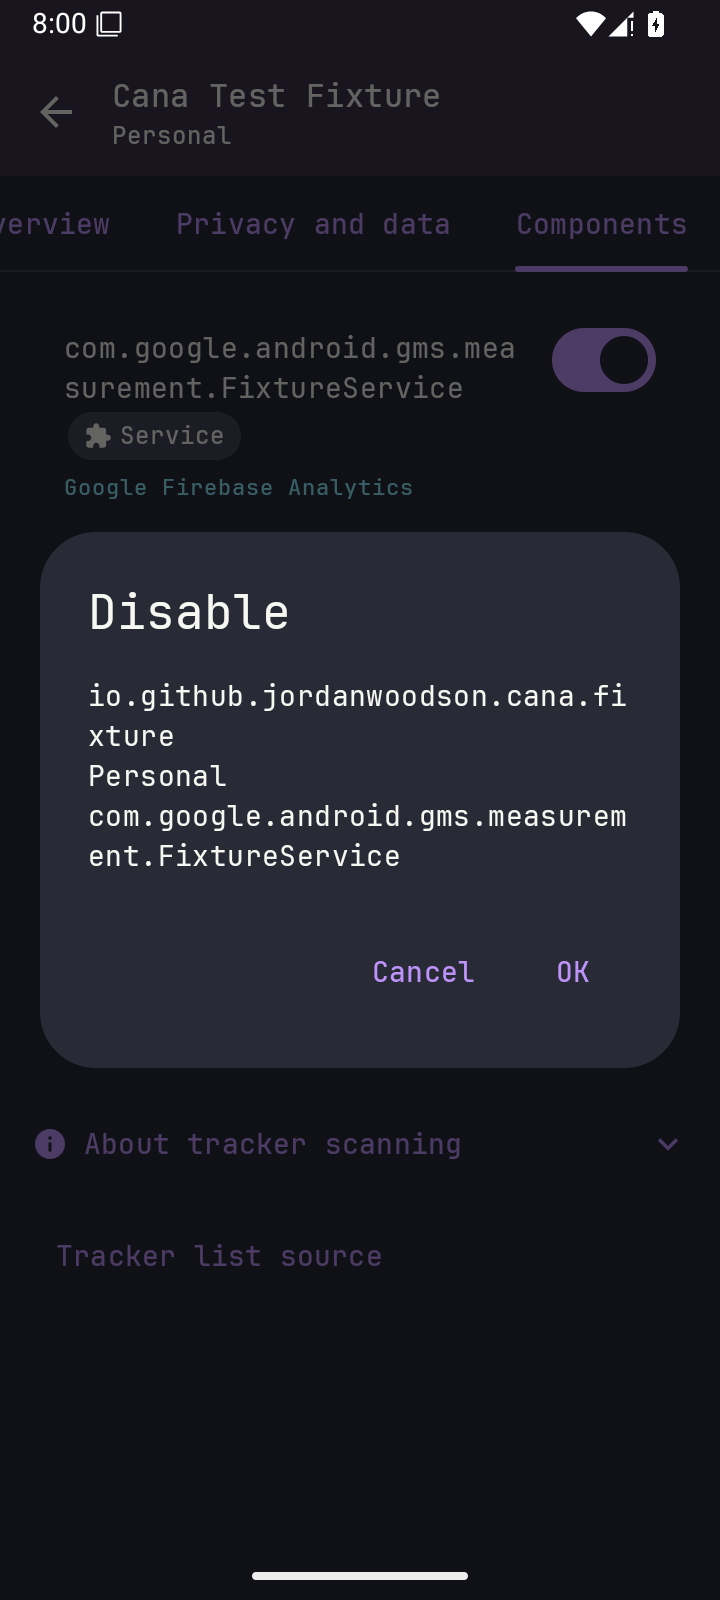 8:00
Cana Test Fixture
Personal
verview
Privacy and data
Components
com.google.android.gms.mea
surement.FixtureService
Service
Google Firebase Analytics
Disable
io.github.jordanwoodson.cana.fi
xture
Personal
com.google.android.gms.measurem
ent.FixtureService
Cancel
OK
About tracker scanning
Tracker list source